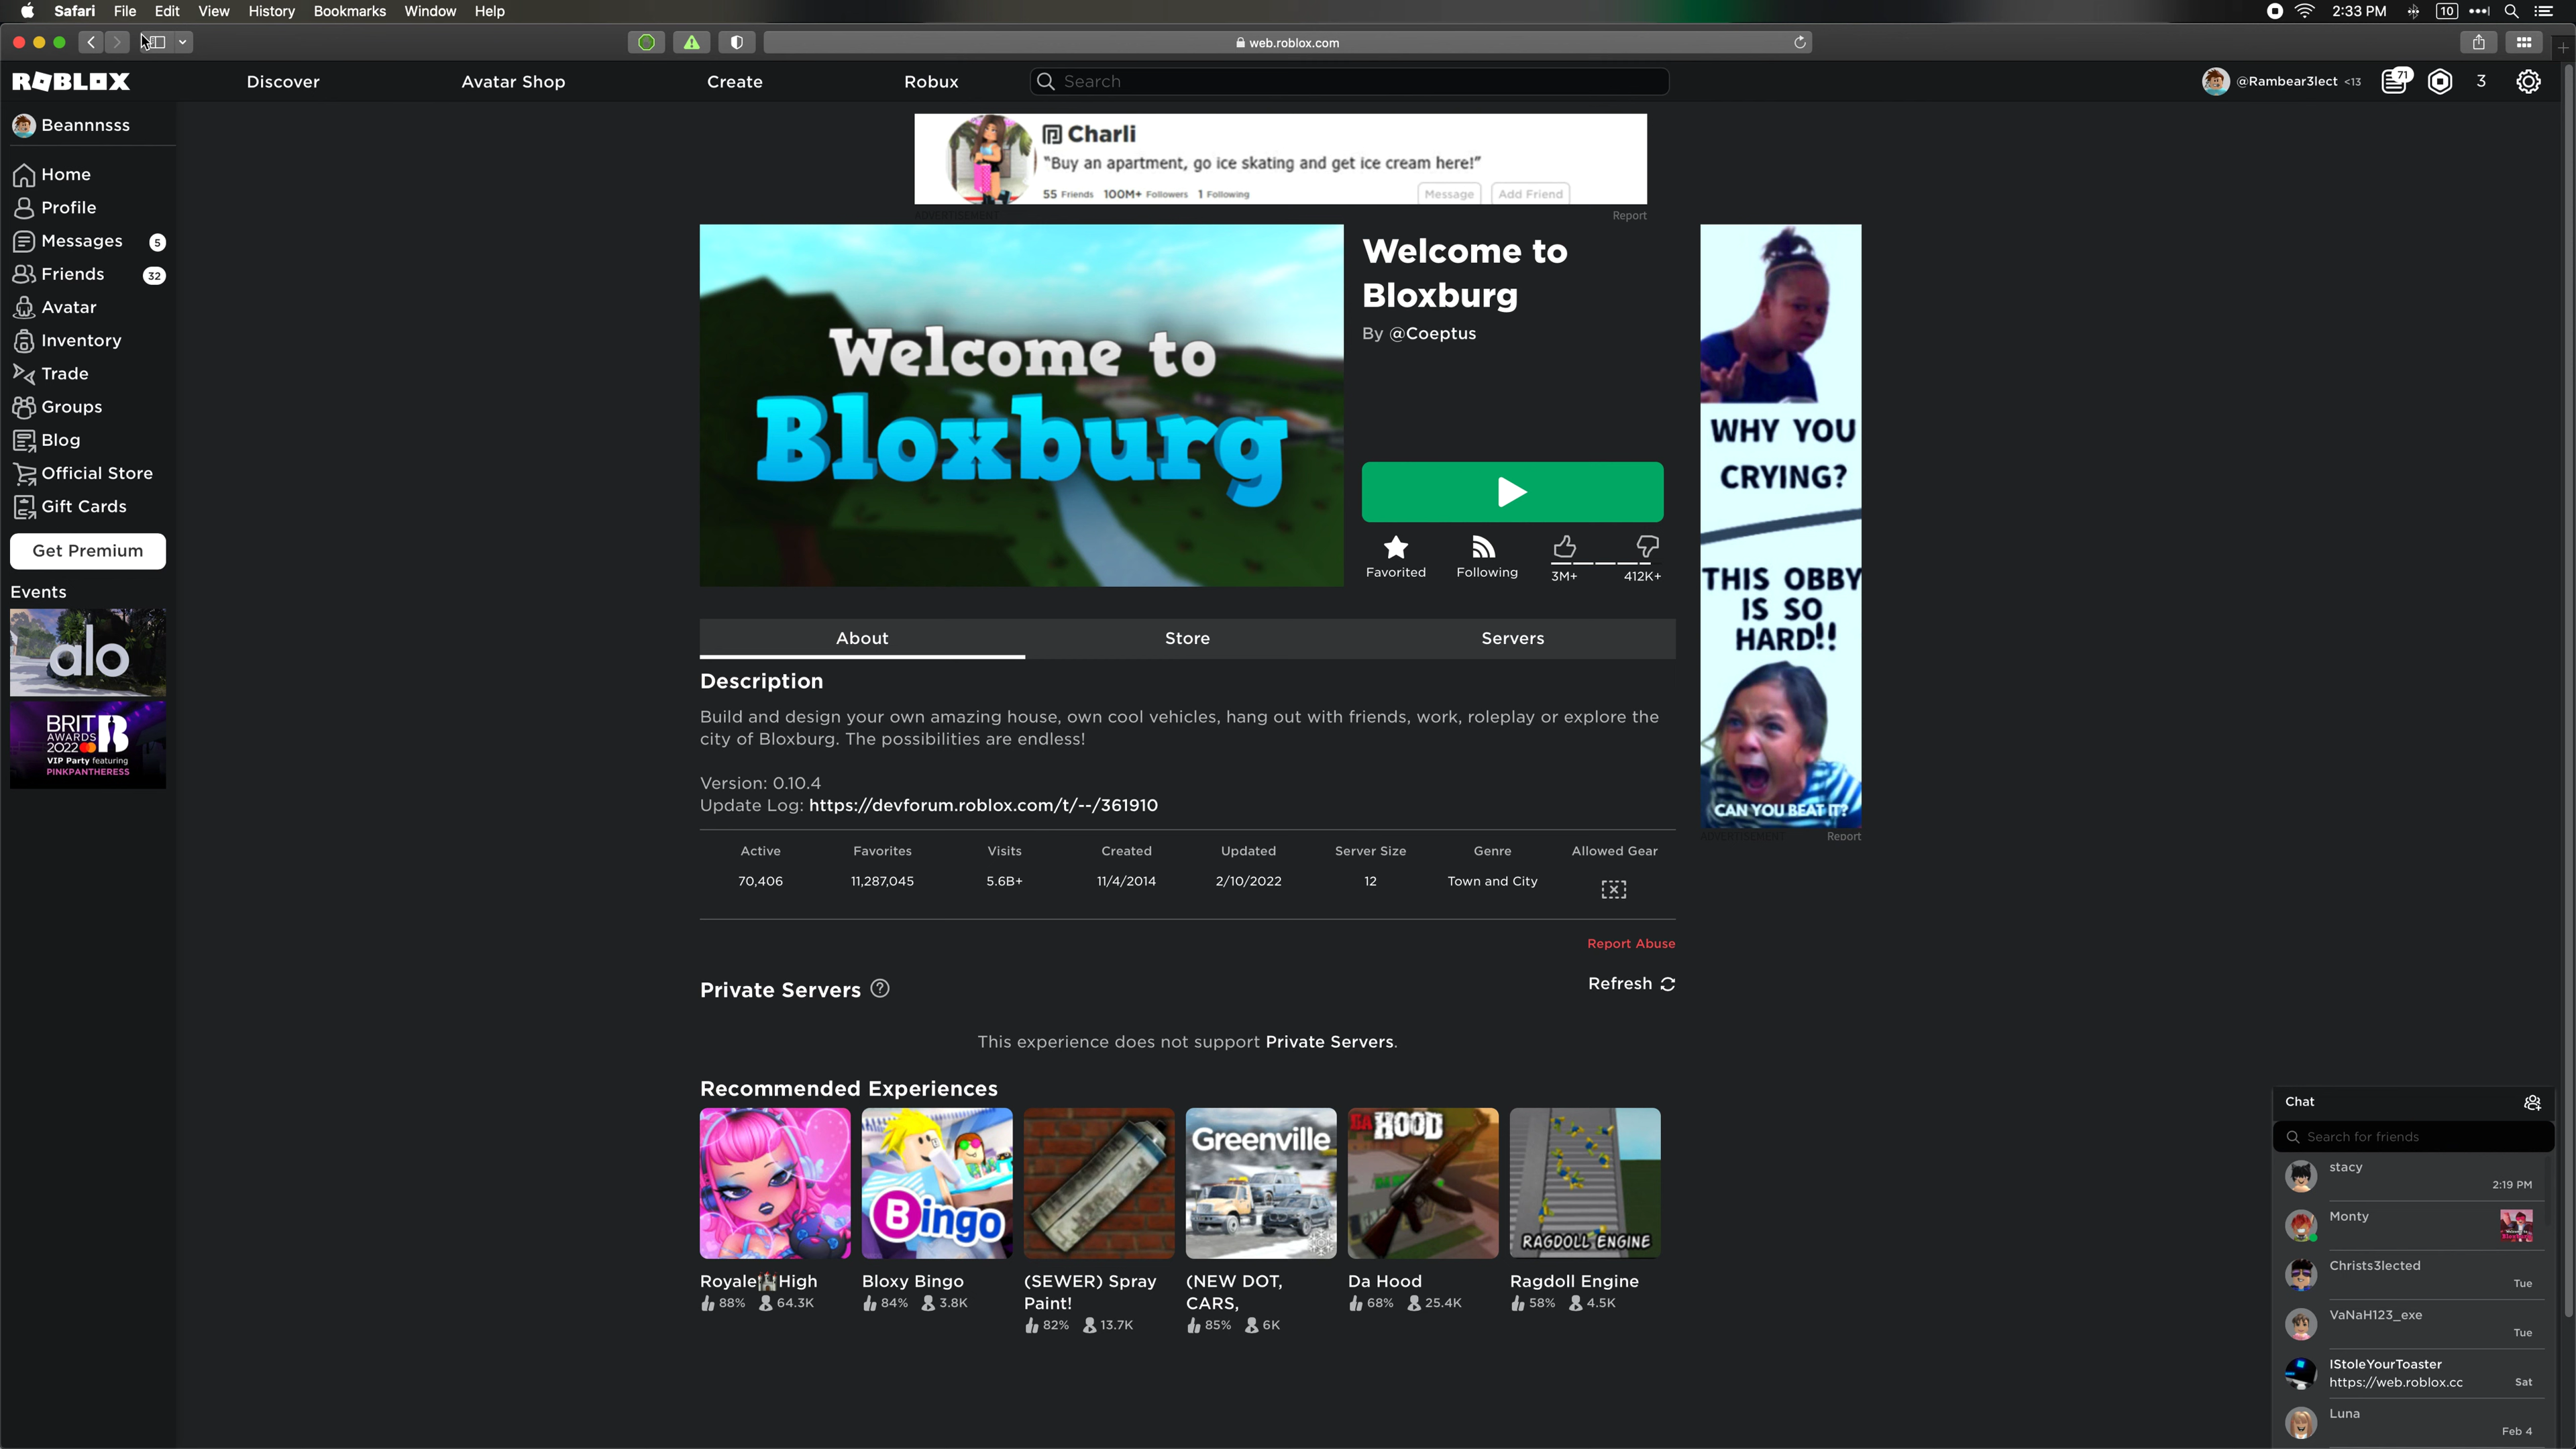 Safari File Edit View History Bookmarks Window Help
2:33 PM 10
web.roblox.com
ROBLOX Discover Avatar Shop Create Robux Search @Rambear3lect <13 71 3
Beannnsss
Home
Profile
Messages 5
Friends 32
Avatar
Inventory
Trade
Groups
Blog
Official Store
Gift Cards
Get Premium
Events
alo
BRIT
AWARDS
2022
B
VIP Party featuring
PINKPANTHERESS
Charli
"Buy an apartment, go ice skating and get ice cream here!"
55 Friends 100M+ Followers 1 Following Message Add Friend
ADVERTISEMENT Report
Welcome to
Bloxburg
Welcome to
Bloxburg
By @Coeptus
Favorited Following 3M+ 412K+
WHY YOU
CRYING?
THIS OBBY
IS SO
HARD!!
CAN YOU BEAT IT?
ADVERTISEMENT Report
About Store Servers
Description
Build and design your own amazing house, own cool vehicles, hang out with friends, work, roleplay or explore the
city of Bloxburg. The possibilities are endless!
Version: 0.10.4
Update Log: https://devforum.roblox.com/t/--/361910
Active Favorites Visits Created Updated Server Size Genre Allowed Gear
70,406 11,287,045 5.6B+ 11/4/2014 2/10/2022 12 Town and City
Report Abuse
Private Servers ? Refresh
This experience does not support Private Servers.
Recommended Experiences
Bingo
Greenville
DA HOOD
RAGDOLL ENGINE
Royale🏰High Bloxy Bingo (SEWER) Spray (NEW DOT, Da Hood Ragdoll Engine
Paint! CARS,
88% 64.3K 84% 3.8K 82% 13.7K 85% 6K 68% 25.4K 58% 4.5K
Chat
Search for friends
stacy
2:19 PM
Monty
Christs3lected
Tue
VaNaH123_exe
Tue
IStoleYourToaster
https://web.roblox.cc Sat
Luna
Feb 4